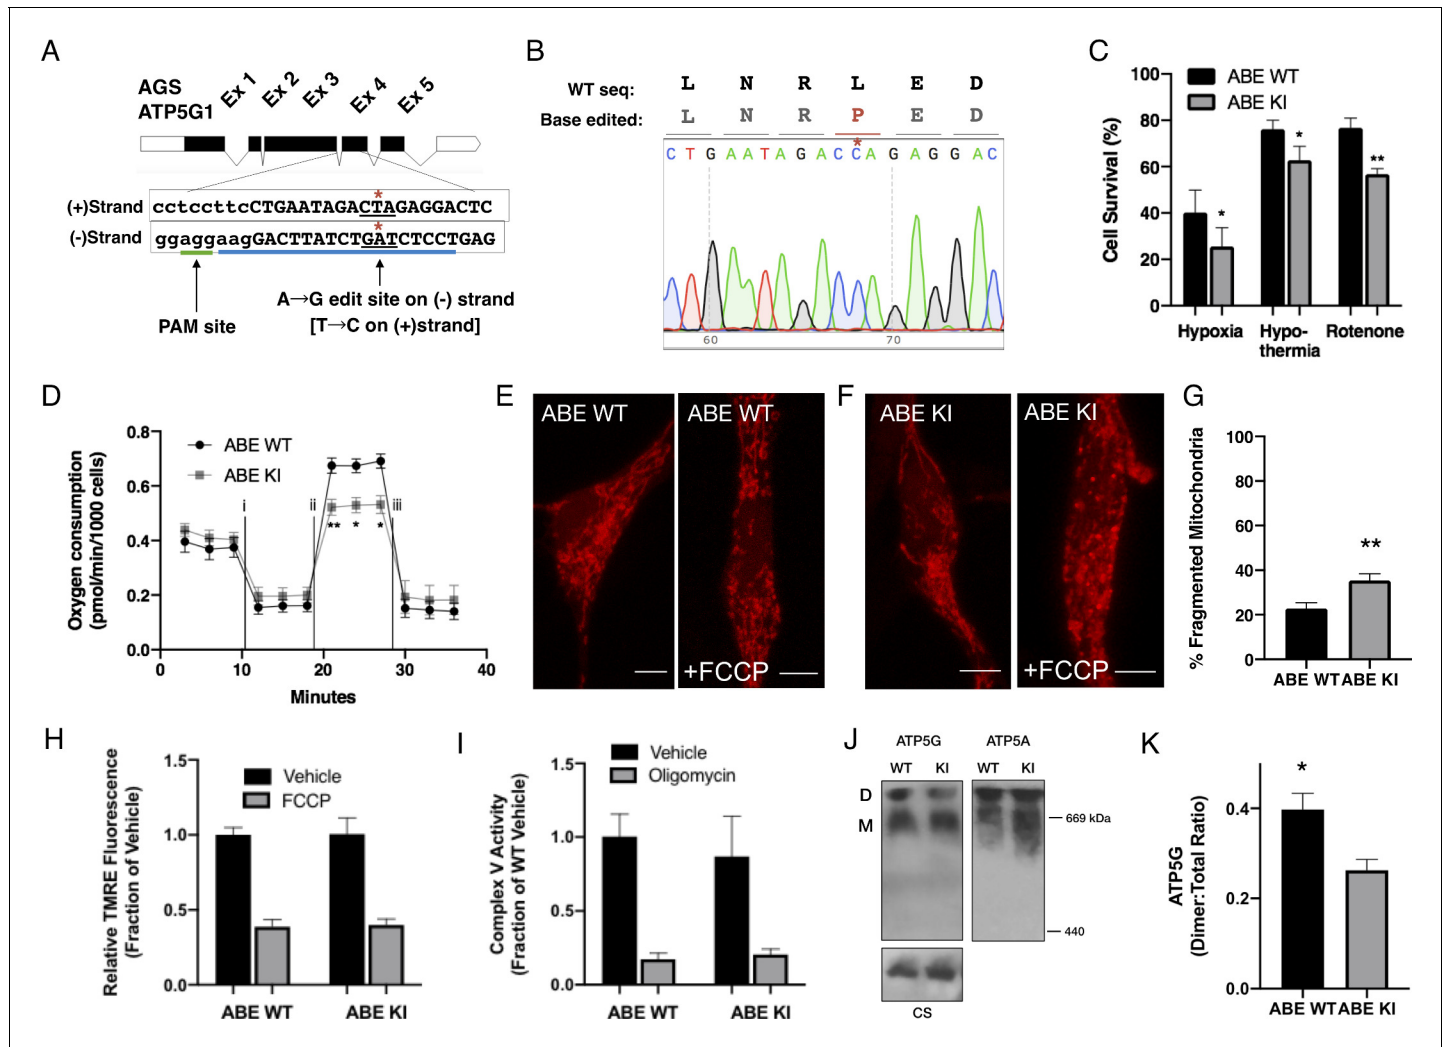 A
AGS
ATP5G1
Ex 1
Ex 2
Ex 3
Ex 4
Ex 5
*
(+)Strand cctccttcCTGAATAGACTAGAGGACTC
*
(-)Strand ggaggaagGACTTATCTGATCTCCTGAG
PAM site
A→G edit site on (-) strand
[T→C on (+)strand]
B
WT seq: L N R L E D
Base edited: L N R P E D
*
C T G A A T A G A C C A G A G G A C
60 70
C
ABE WT
ABE KI
Cell Survival (%)
100
80
60
40
20
0
* * **
Hypoxia
Hypo-
thermia
Rotenone
D
ABE WT
ABE KI
Oxygen consumption
(pmol/min/1000 cells)
0.8
0.6
0.4
0.2
0.0
i ii iii
** * *
0 10 20 30 40
Minutes
E
ABE WT
ABE WT
+FCCP
F
ABE KI
ABE KI
+FCCP
G
% Fragmented Mitochondria
100
80
60
40
20
0
**
ABE WT ABE KI
H
Relative TMRE Fluorescence
(Fraction of Vehicle)
1.5
1.0
0.5
0.0
Vehicle
FCCP
ABE WT ABE KI
I
Complex V Activity
(Fraction of WT Vehicle)
1.5
1.0
0.5
0.0
Vehicle
Oligomycin
ABE WT ABE KI
J
ATP5G ATP5A
WT KI WT KI
D
M
669 kDa
440
CS
K
ATP5G
(Dimer:Total Ratio)
0.4
0.2
0.0
*
ABE WT ABE KI